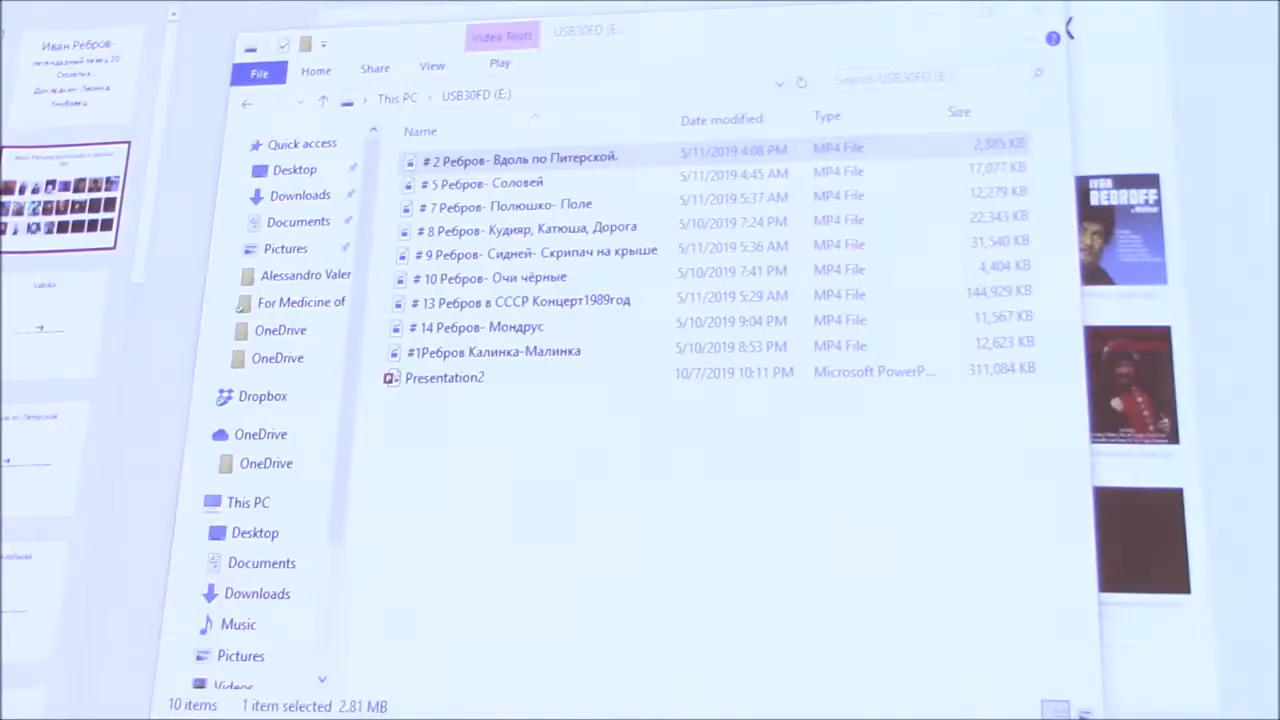 Иван Ребров-
легендарный певец 20
Столетия.
Докладчик- Леонид
Video Tools
USB30FD (E:)
File
Home
Share
View
Play
This PC
USB30FD (E:)
Search USB30FD (E:)
Name
Date modified
Type
Size
# 2 Ребров- Вдоль по Питерской. 5/11/2019 4:08 PM MP4 File 2,885 KB
# 5 Ребров- Соловей 5/11/2019 4:45 AM MP4 File 17,077 KB
# 7 Ребров- Полюшко- Поле 5/11/2019 5:37 AM MP4 File 12,279 KB
# 8 Ребров- Кудияр, Катюша, Дорога 5/10/2019 7:24 PM MP4 File 22,343 KB
# 9 Ребров- Сидней- Скрипач на крыше 5/11/2019 5:36 AM MP4 File 31,540 KB
# 10 Ребров- Очи чёрные 5/10/2019 7:41 PM MP4 File 4,404 KB
# 13 Ребров в СССР Концерт1989год 5/11/2019 5:29 AM MP4 File 144,929 KB
# 14 Ребров- Мондрус 5/10/2019 9:04 PM MP4 File 11,567 KB
#1Ребров Калинка-Малинка 5/10/2019 8:53 PM MP4 File 12,623 KB
Presentation2 10/7/2019 10:11 PM Microsoft PowerP... 311,084 KB
Quick access
Desktop
Downloads
Documents
Pictures
Alessandro Valer
For Medicine of
OneDrive
OneDrive
Dropbox
OneDrive
OneDrive
This PC
Desktop
Documents
Downloads
Music
Pictures
Videos
10 items 1 item selected 2.81 MB
IVAN
REBROFF